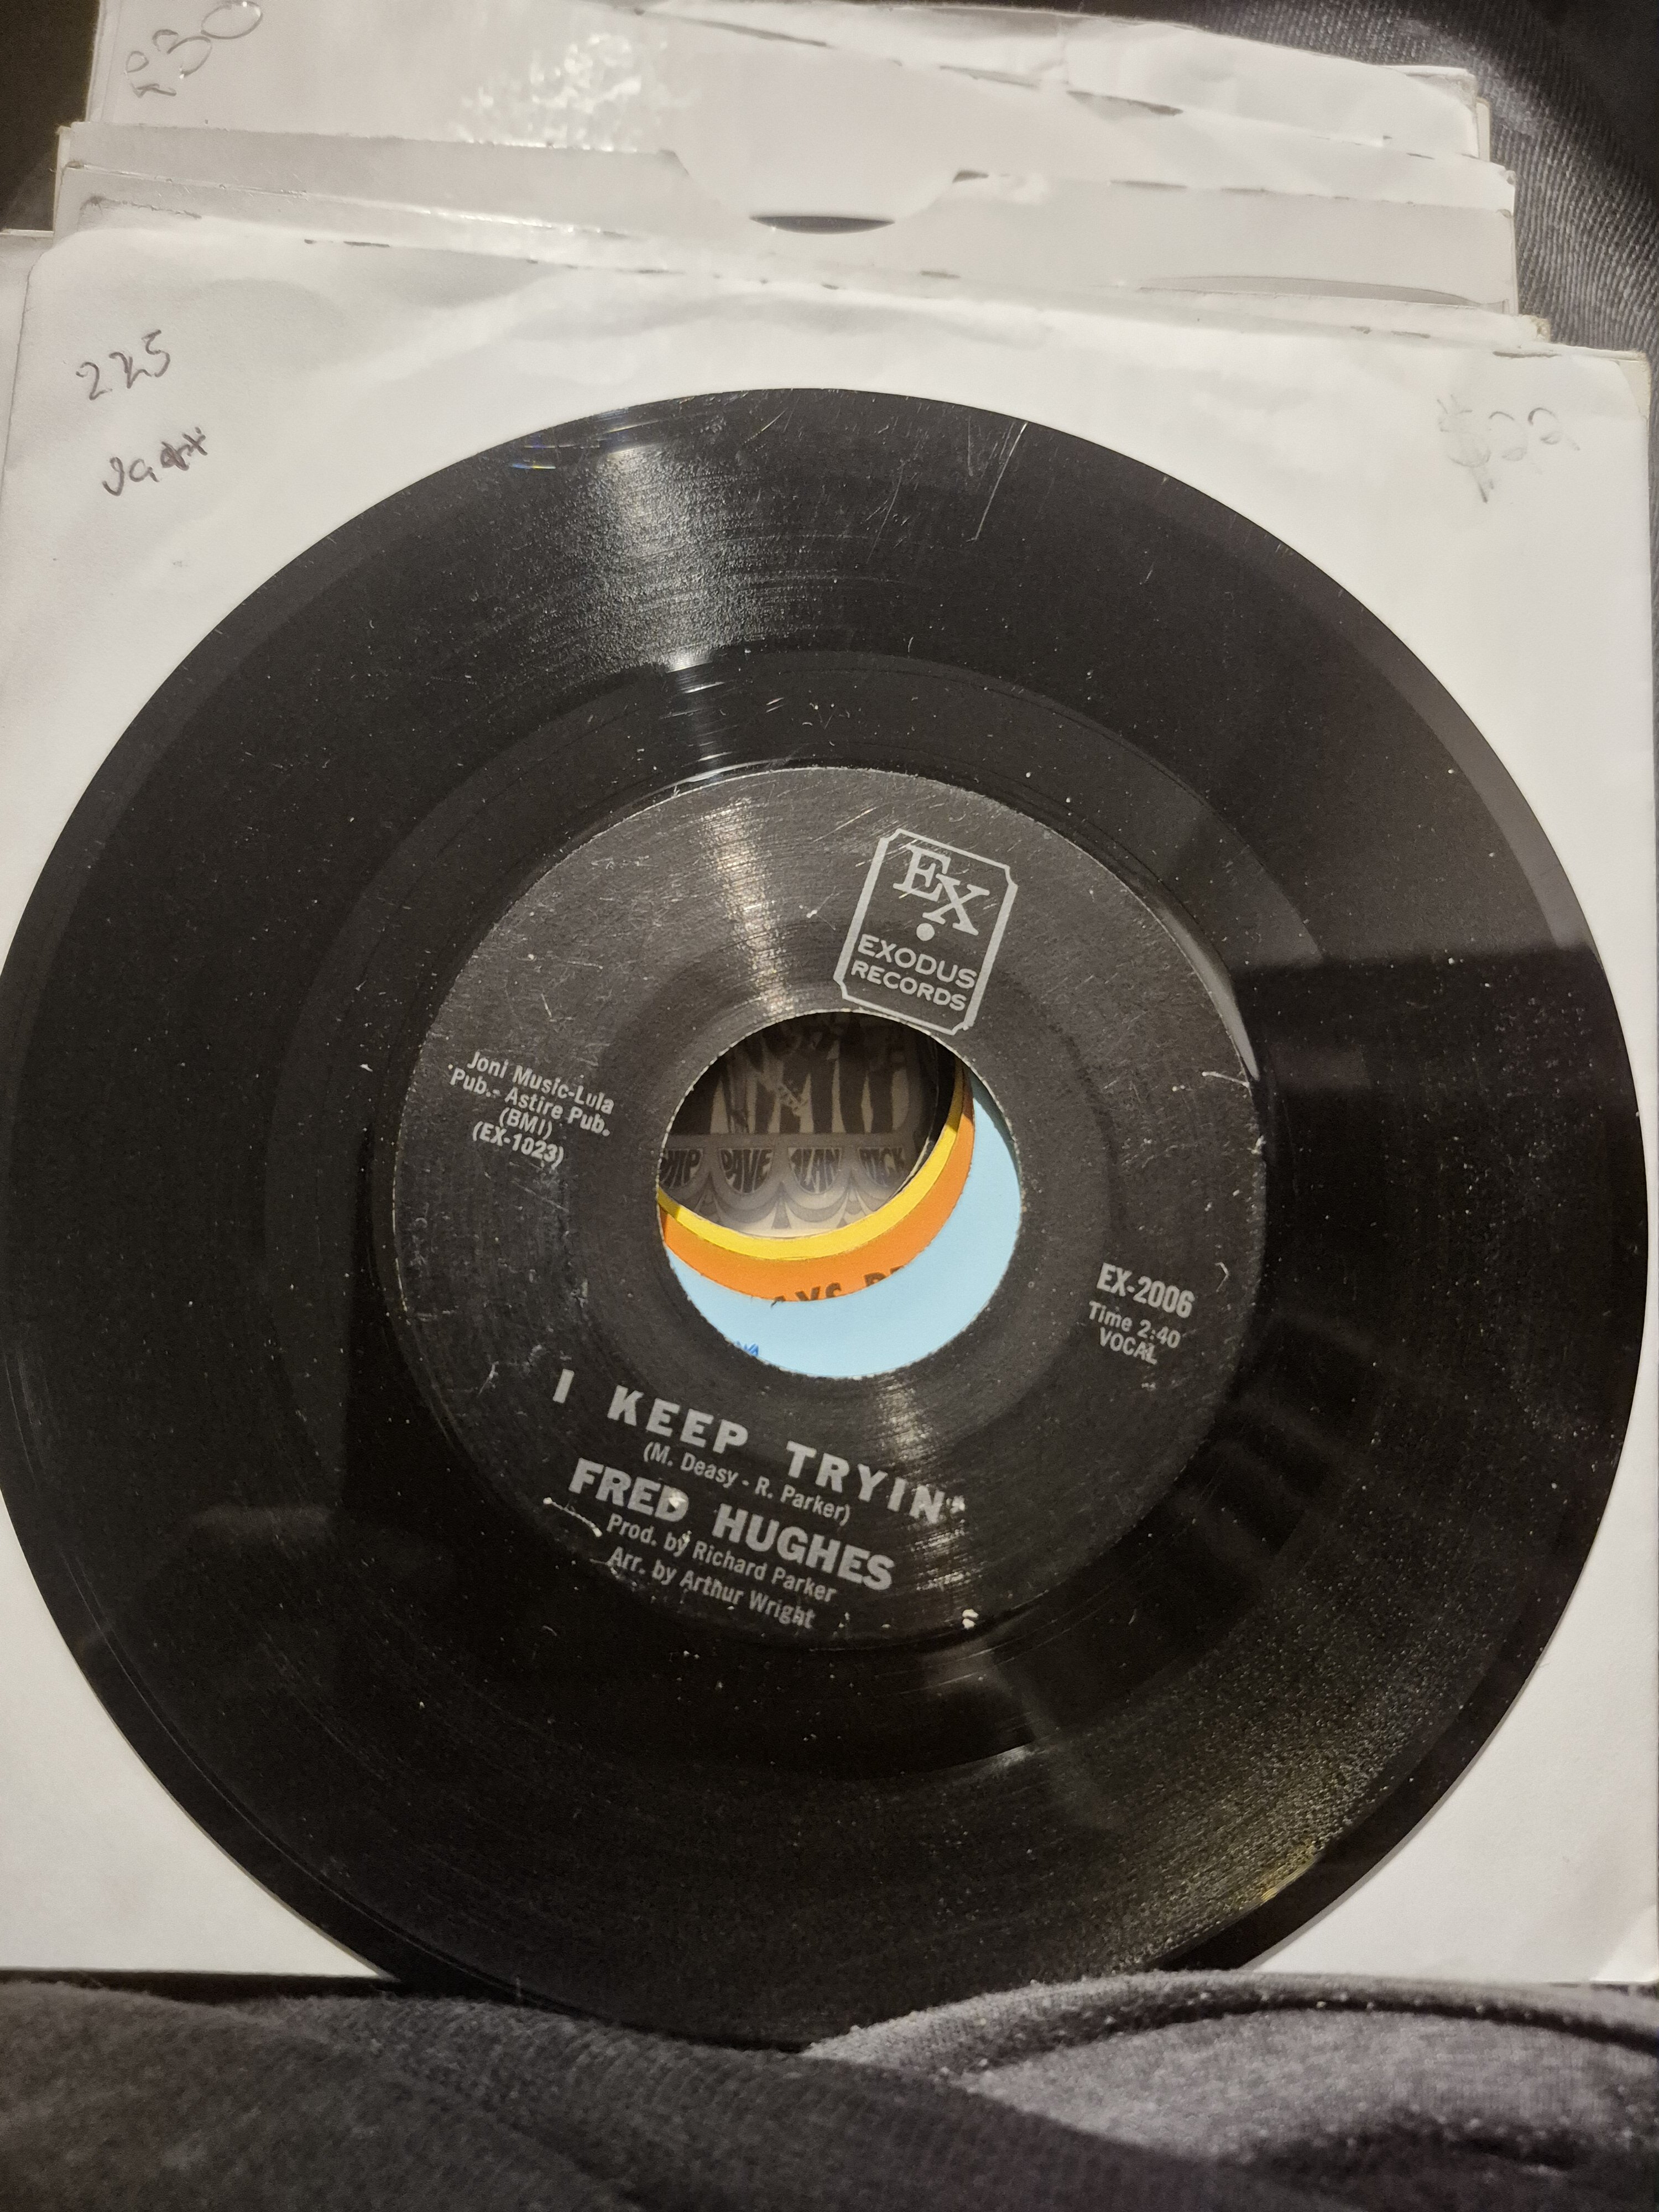 £30
225
EX
EXODUS
RECORDS
Joni Music-Lula
Pub.- Astire Pub.
(BMI)
(EX-1023)
DAVE ALAN RICK
EX-2006
Time 2:40
VOCAL
I KEEP TRYIN'
(M. Deasy - R. Parker)
FRED HUGHES
Prod. by Richard Parker
Arr. by Arthur Wright